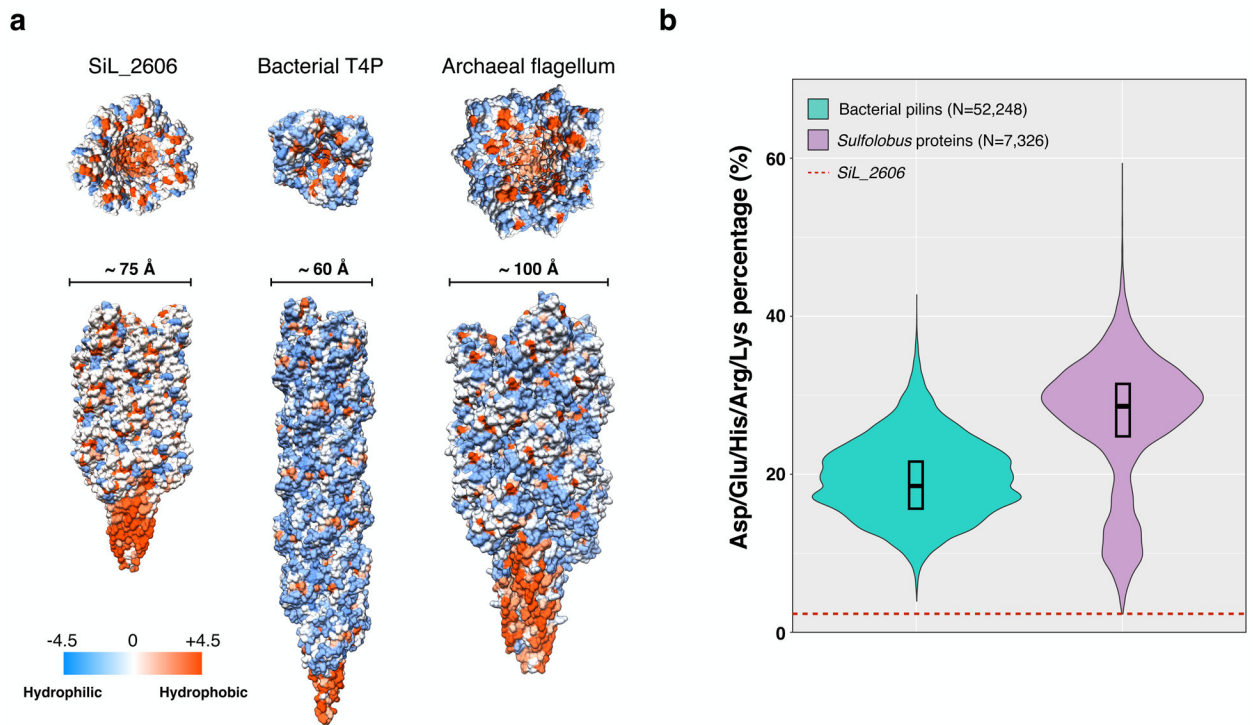 a
SiL_2606
Bacterial T4P
Archaeal flagellum
~ 75 Å
~ 60 Å
~ 100 Å
-4.5
0
+4.5
Hydrophilic
Hydrophobic
b
Asp/Glu/His/Arg/Lys percentage (%)
60
40
20
0
Bacterial pilins (N=52,248)
Sulfolobus proteins (N=7,326)
SiL_2606